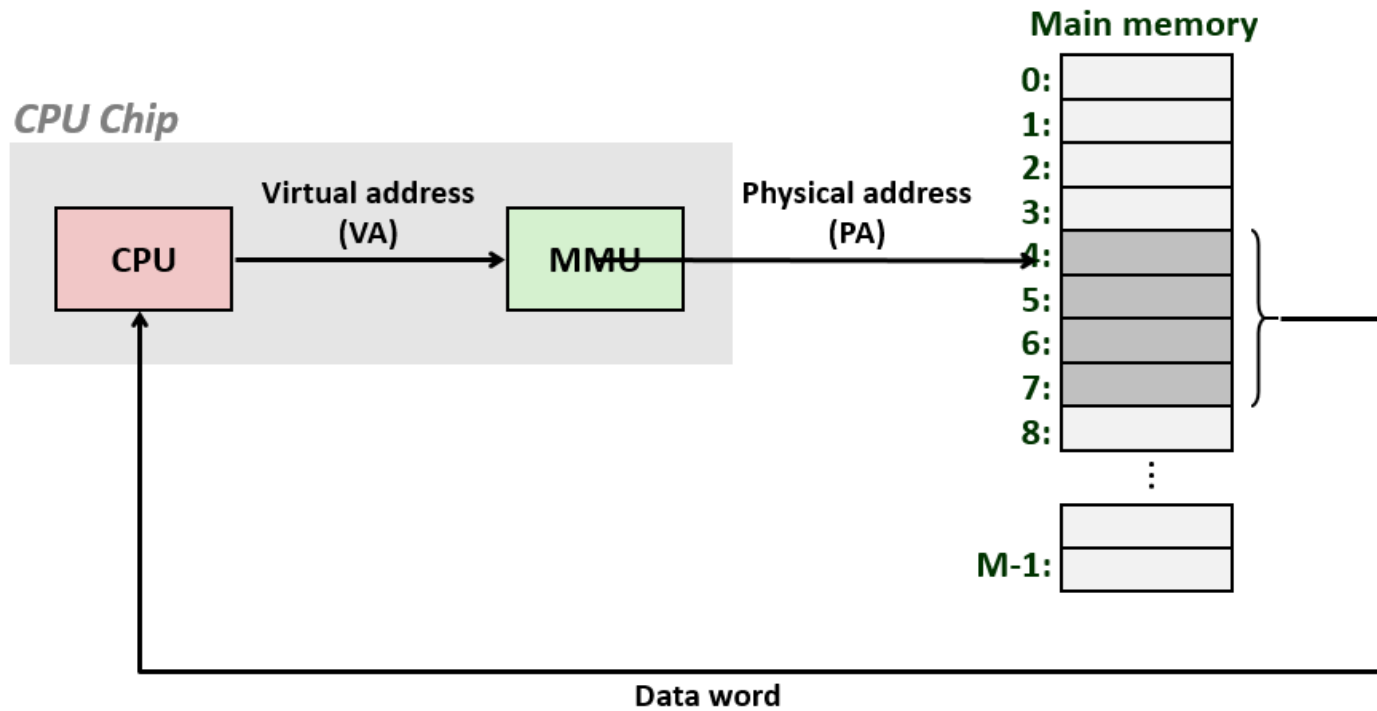 Main memory
0:
1:
CPU Chip
2:
Virtual address
(VA)
Physical address
(PA)
3:
CPU
MMU
4:
5:
6:
7:
8:
⋮
M-1:
Data word